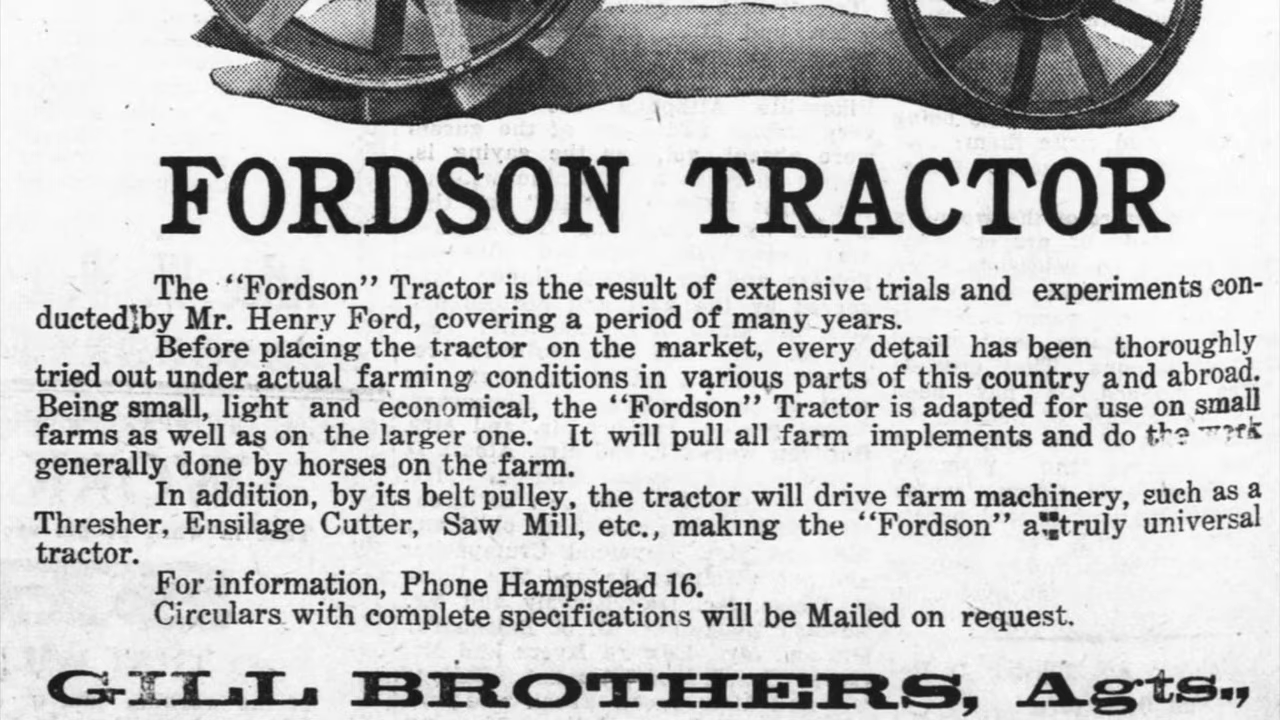 FORDSON TRACTOR
The "Fordson" Tractor is the result of extensive trials and experiments con-
ducted by Mr. Henry Ford, covering a period of many years.
Before placing the tractor on the market, every detail has been thoroughly
tried out under actual farming conditions in various parts of this country and abroad.
Being small, light and economical, the "Fordson" Tractor is adapted for use on small
farms as well as on the larger one. It will pull all farm implements and do the work
generally done by horses on the farm.
In addition, by its belt pulley, the tractor will drive farm machinery, such as a
Thresher, Ensilage Cutter, Saw Mill, etc., making the "Fordson" a truly universal
tractor.
For information, Phone Hampstead 16.
Circulars with complete specifications will be Mailed on request.
GILL BROTHERS, Agts.,